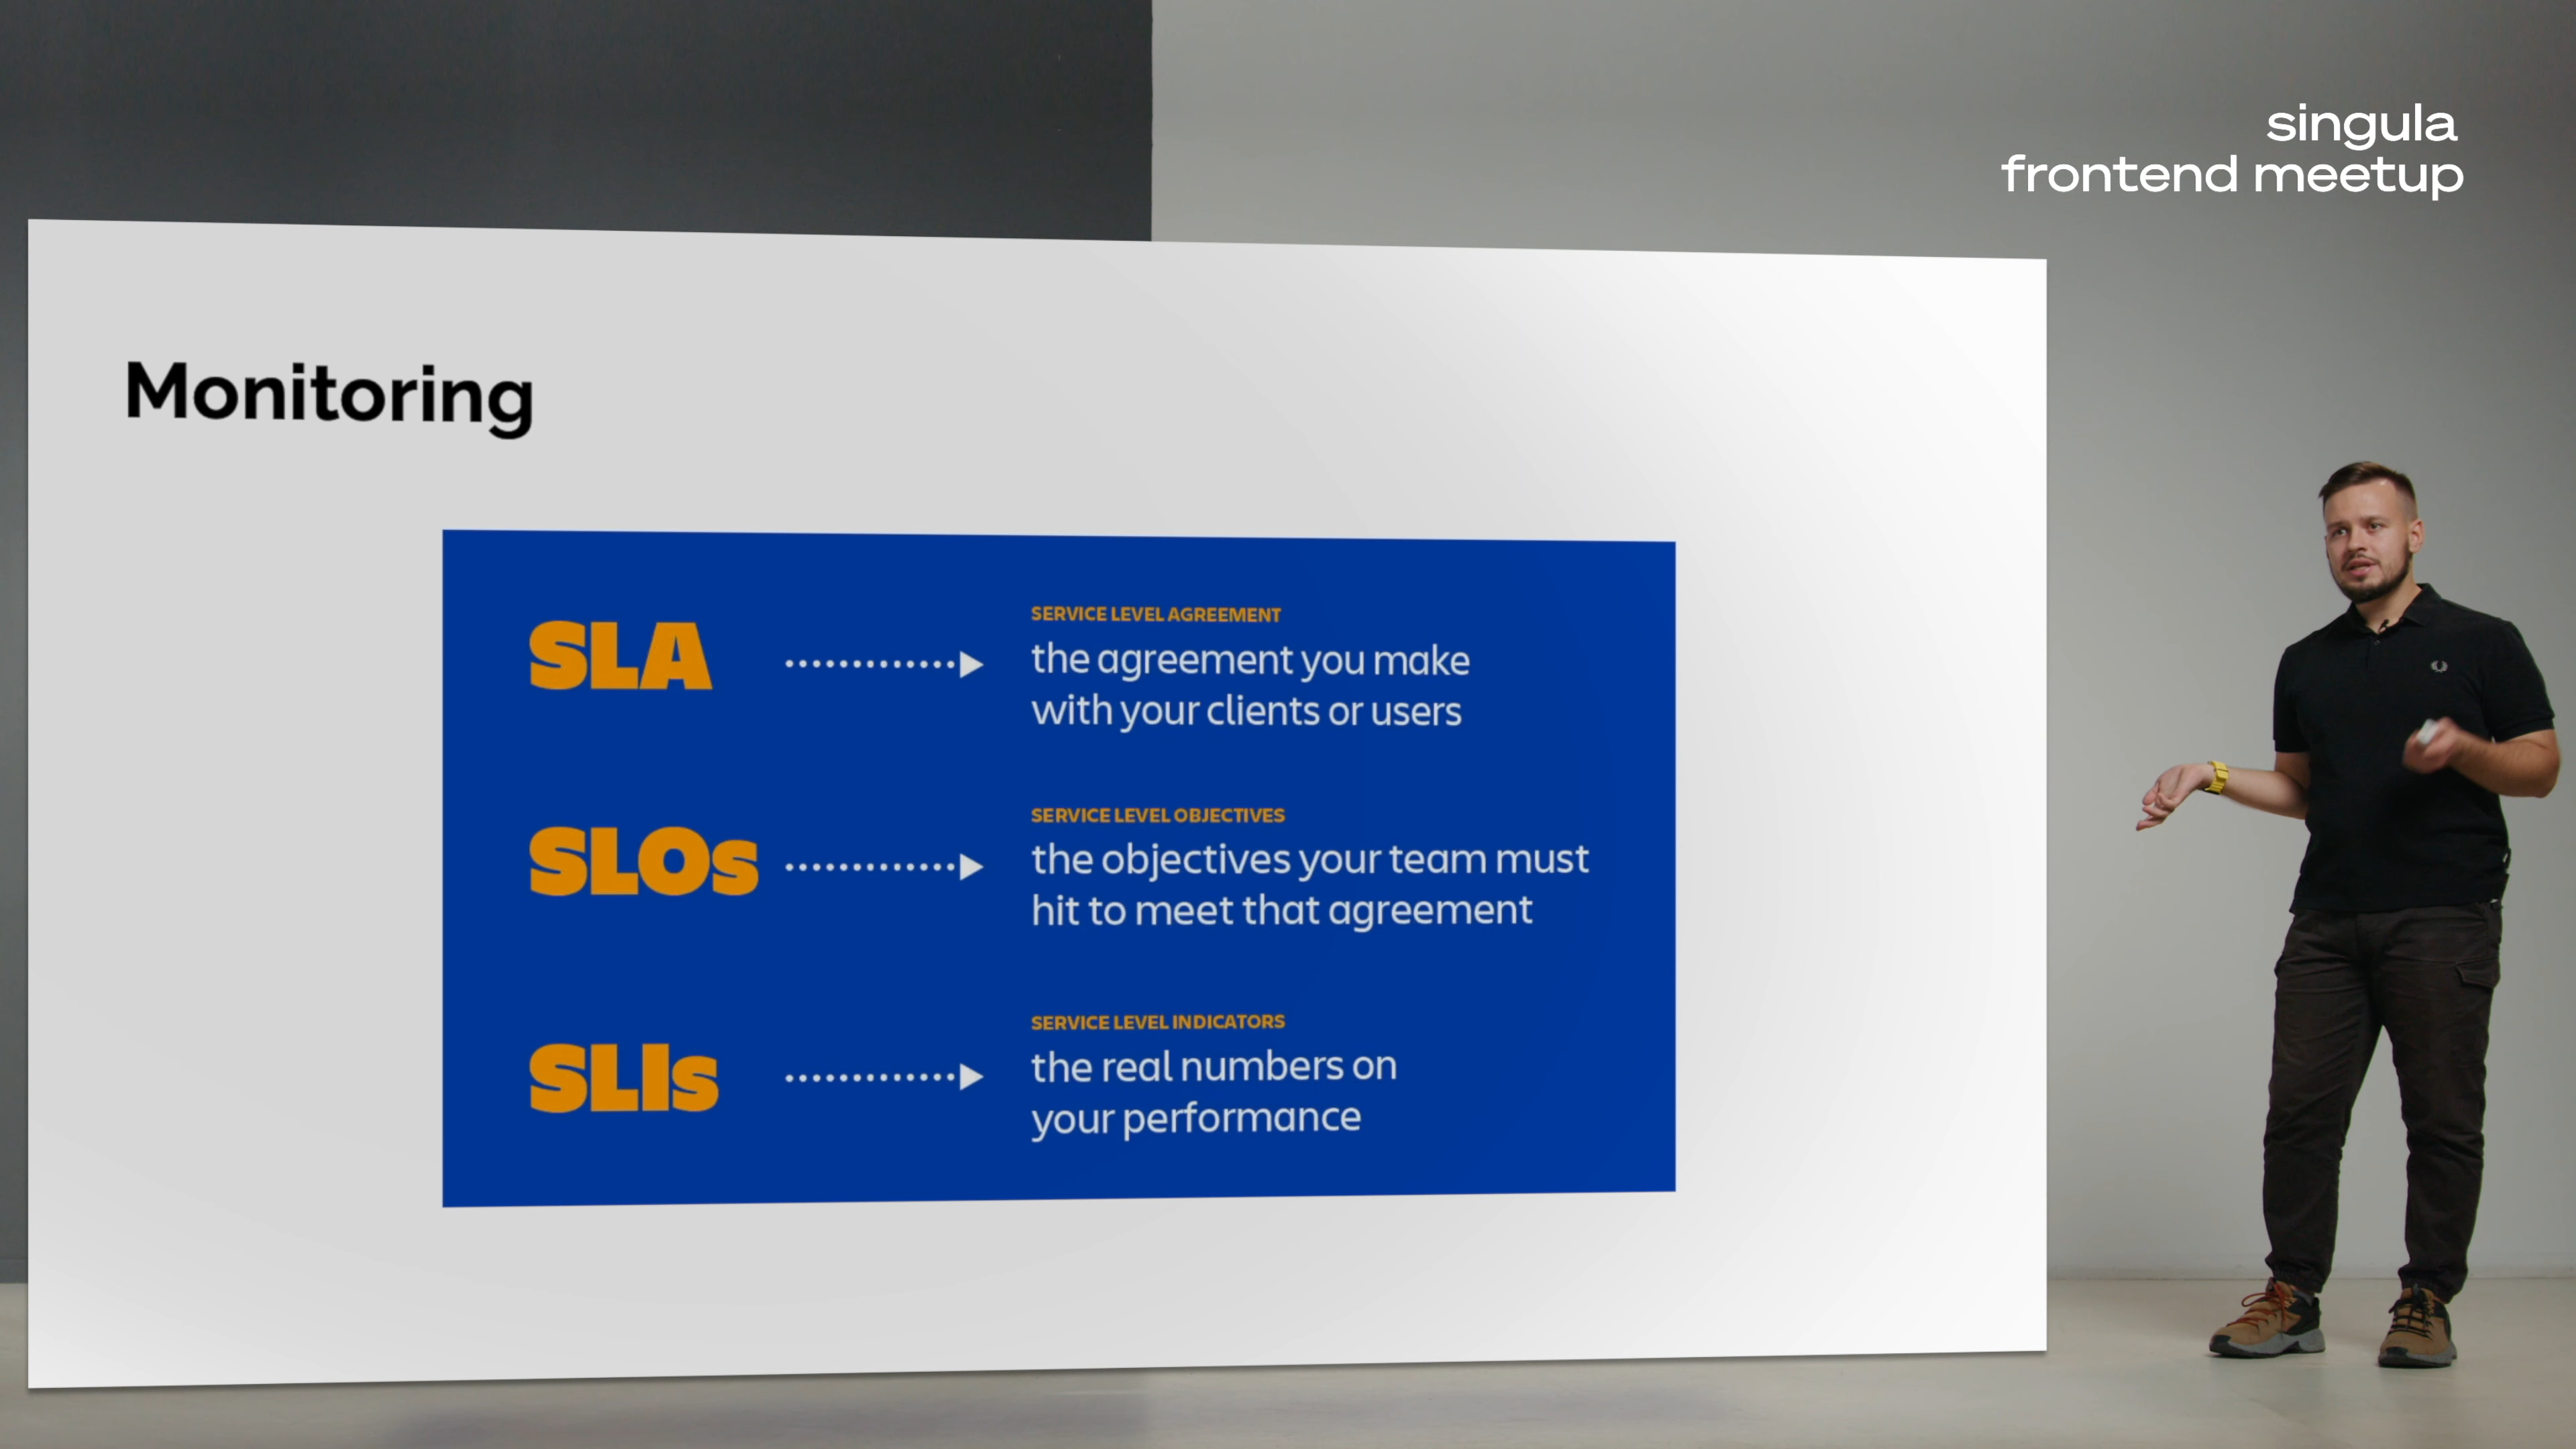 singula
frontend meetup
Monitoring
SLA
SERVICE LEVEL AGREEMENT
the agreement you make
with your clients or users
SLOs
SERVICE LEVEL OBJECTIVES
the objectives your team must
hit to meet that agreement
SLIs
SERVICE LEVEL INDICATORS
the real numbers on
your performance